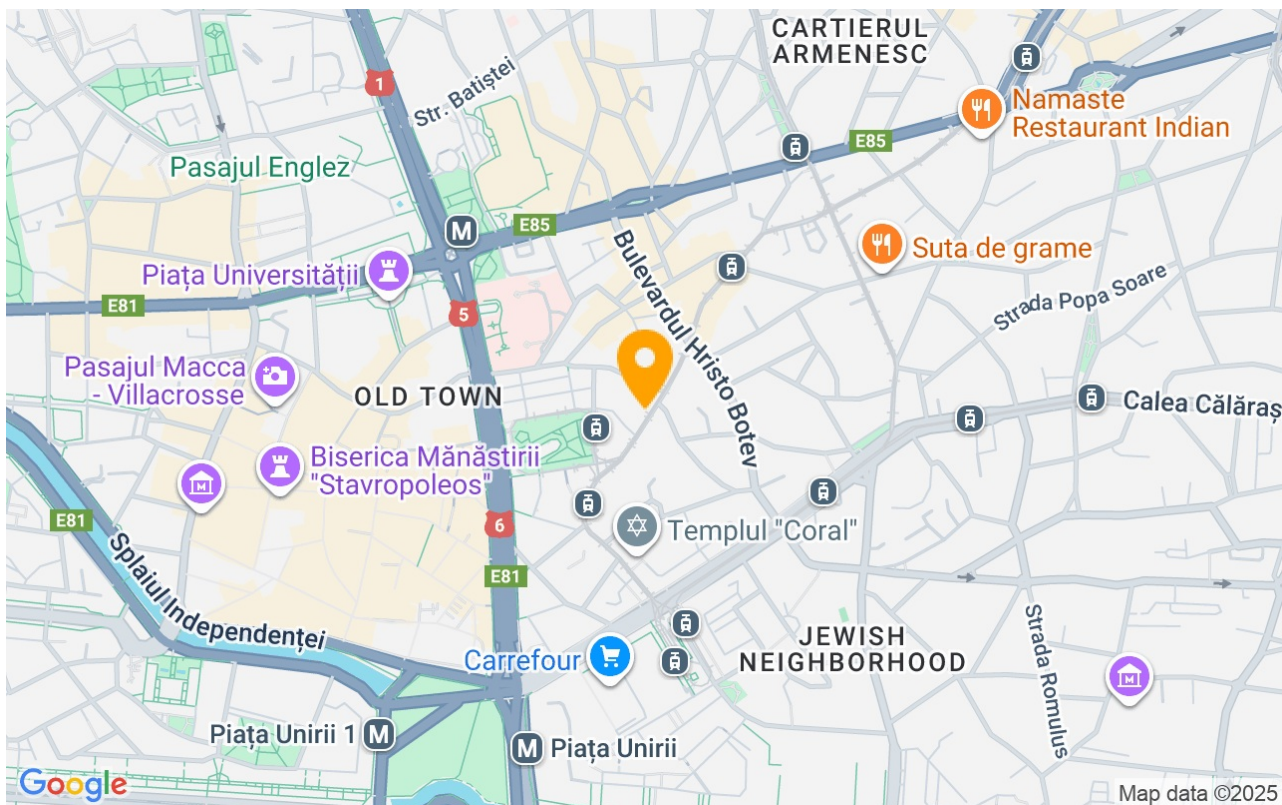 CARTIERUL
ARMENESC
1
Str. Batiștei
Namaste
Restaurant Indian
E85
Pasajul Englez
E85
M
Suta de grame
Piața Universității
Bulevardul Hristo Botev
Strada Popa Soare
E81
5
Pasajul Macca
- Villacrosse
OLD TOWN
Calea Călăraș
Biserica Mănăstirii
"Stavropoleos"
E81
6
Templul "Coral"
E81
Splaiul Independenței
JEWISH
NEIGHBORHOOD
Strada Romulus
Carrefour
Piața Unirii 1 M
M Piața Unirii
Google
Map data ©2025